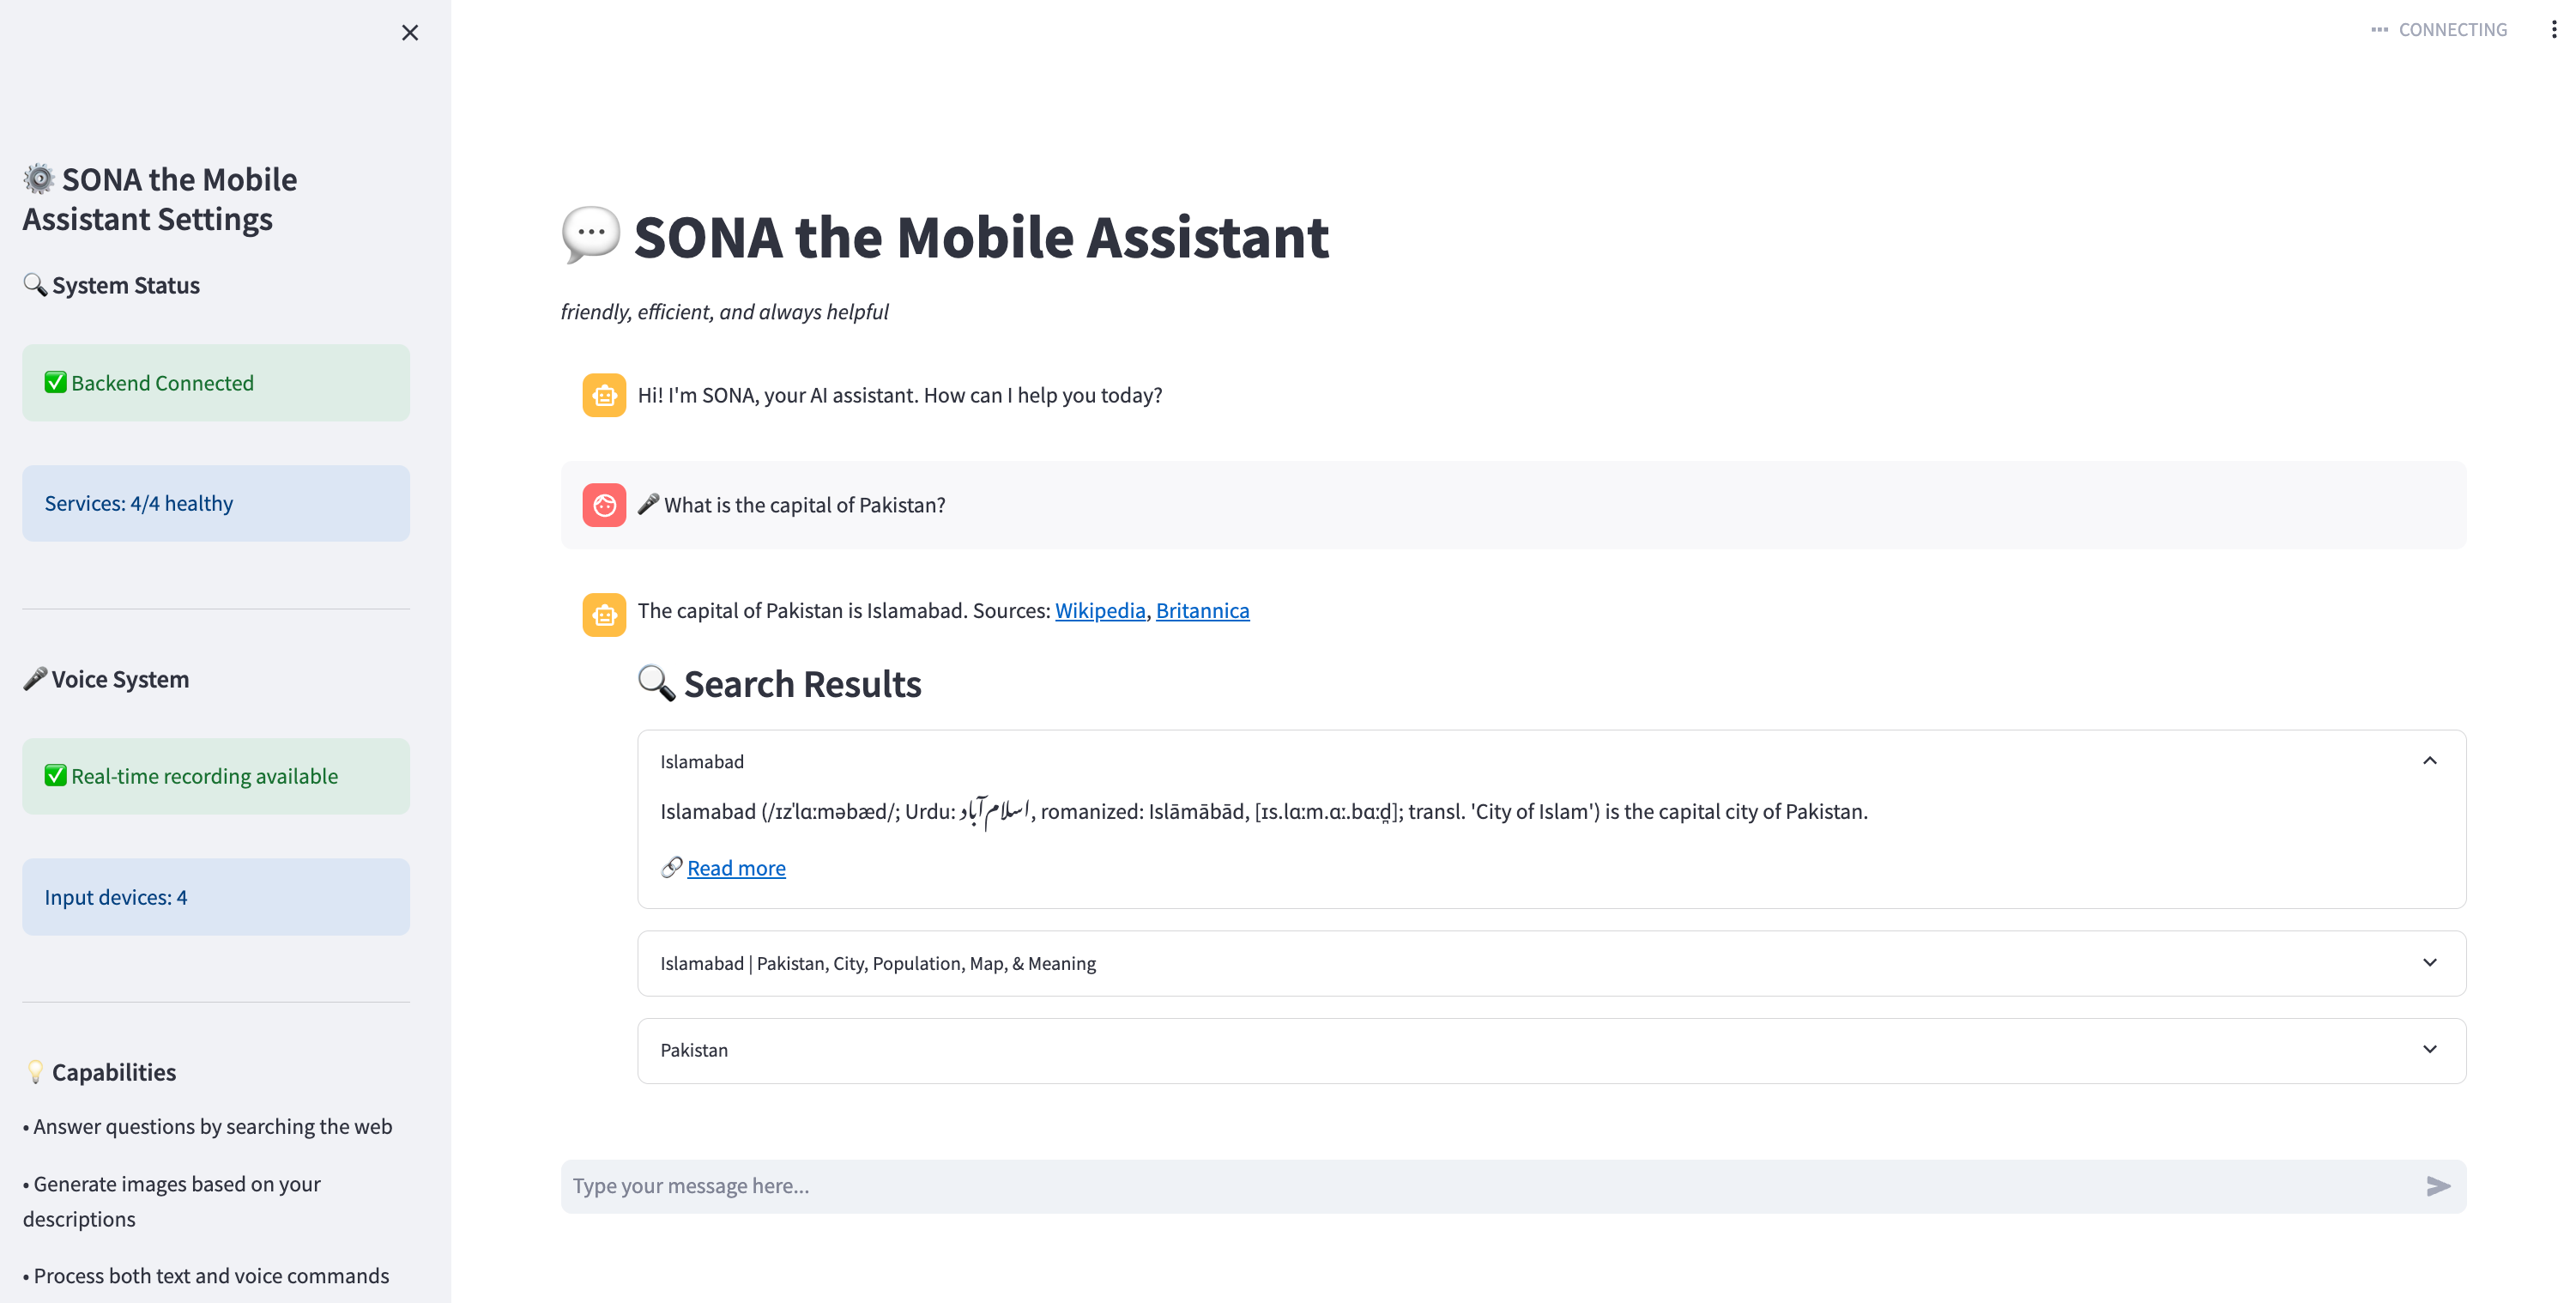 CONNECTING
⚙️ SONA the Mobile
Assistant Settings
🔍 System Status
✅ Backend Connected
Services: 4/4 healthy
🎤 Voice System
✅ Real-time recording available
Input devices: 4
💡 Capabilities
• Answer questions by searching the web
• Generate images based on your
descriptions
• Process both text and voice commands
💬 SONA the Mobile Assistant
friendly, efficient, and always helpful
Hi! I'm SONA, your AI assistant. How can I help you today?
🎤 What is the capital of Pakistan?
The capital of Pakistan is Islamabad. Sources: Wikipedia, Britannica
🔍 Search Results
Islamabad
Islamabad (/ɪzˈlɑːməbæd/; Urdu: اسلام آباد, romanized: Islāmābād, [ɪs.lɑːm.ɑː.bɑːd̪]; transl. 'City of Islam') is the capital city of Pakistan.
🔗 Read more
Islamabad | Pakistan, City, Population, Map, & Meaning
Pakistan
Type your message here...